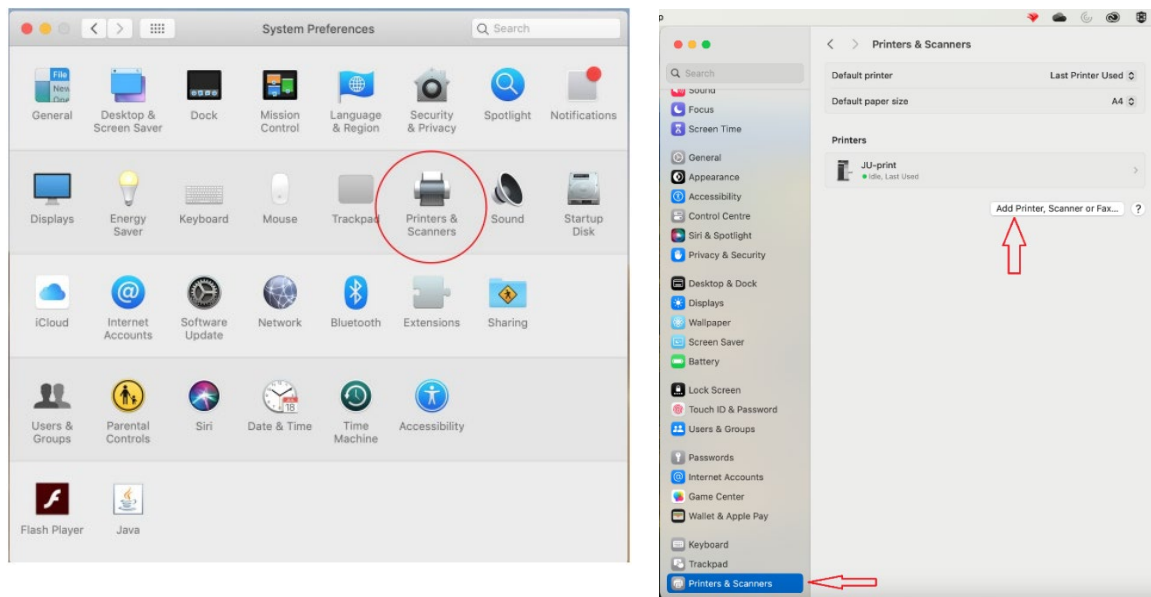 System Preferences
Search
File
New
One
General
Desktop &
Screen Saver
Dock
Mission
Control
Language
& Region
Security
& Privacy
Spotlight
Notifications
Displays
Energy
Saver
Keyboard
Mouse
Trackpad
Printers &
Scanners
Sound
Startup
Disk
iCloud
Internet
Accounts
Software
Update
Network
Bluetooth
Extensions
Sharing
Users &
Groups
Parental
Controls
Siri
18
Date & Time
Time
Machine
Accessibility
Flash Player
Java
p
Search
Sound
Focus
Screen Time
General
Appearance
Accessibility
Control Centre
Siri & Spotlight
Privacy & Security
Desktop & Dock
Displays
Wallpaper
Screen Saver
Battery
Lock Screen
Touch ID & Password
Users & Groups
Passwords
Internet Accounts
Game Center
Wallet & Apple Pay
Keyboard
Trackpad
Printers & Scanners
Printers & Scanners
Default printer Last Printer Used
Default paper size A4
Printers
JU-print
Idle, Last Used
Add Printer, Scanner or Fax... ?